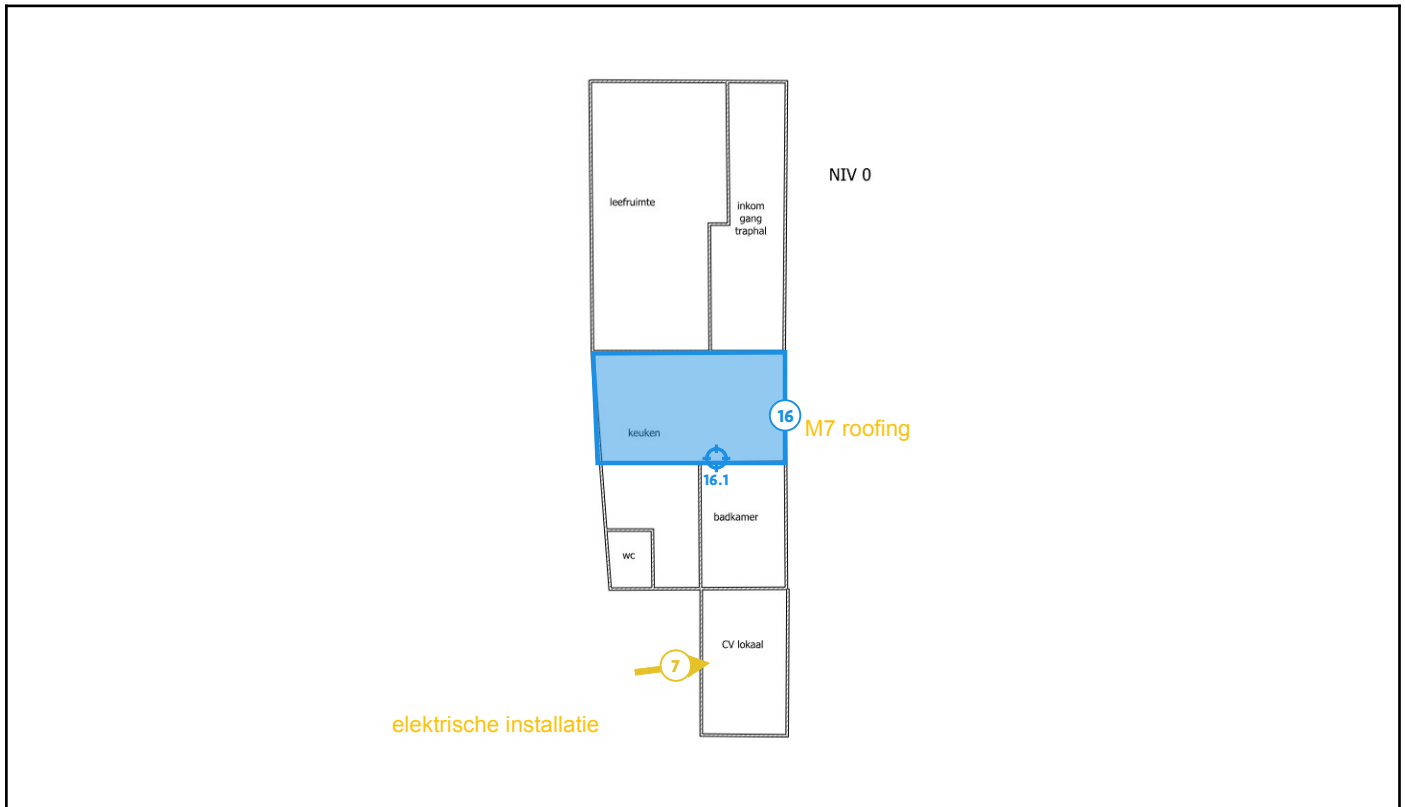 NIV 0
leefruimte
inkom
gang
traphal
16
M7 roofing
keuken
16.1
badkamer
wc
CV lokaal
7
elektrische installatie